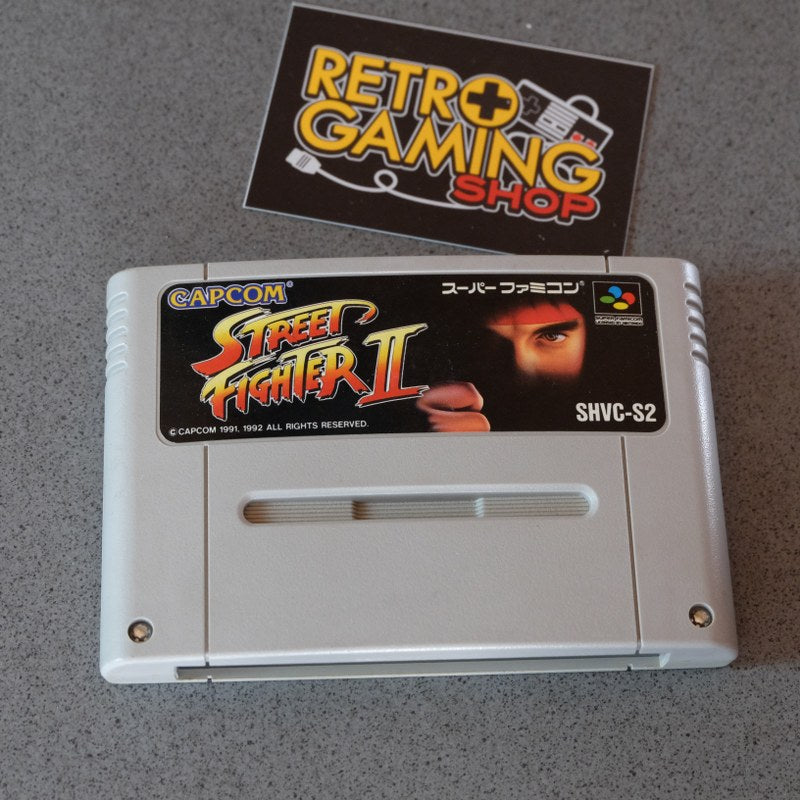 RETRO
GAMING
SHOP
CAPCOM®
スーパーファミコン®
STREET
FIGHTER II
SHVC-S2
© CAPCOM 1991, 1992 ALL RIGHTS RESERVED.